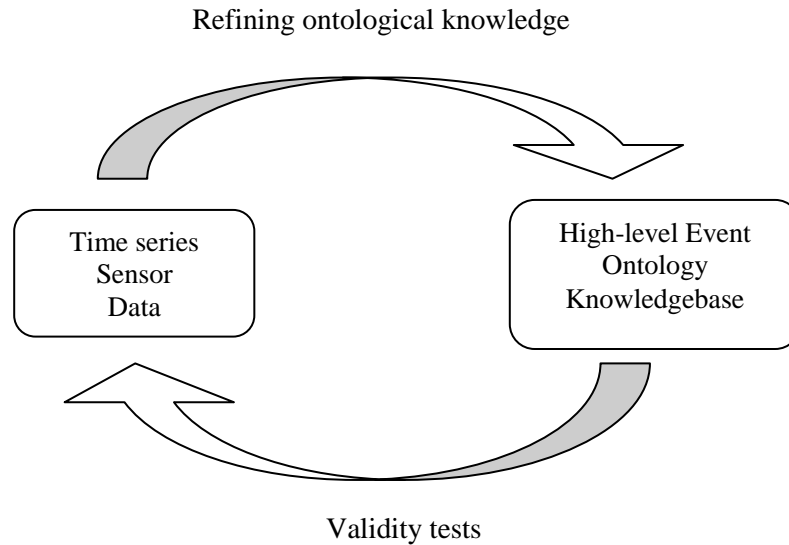 Refining ontological knowledge
Time series
Sensor
Data
High-level Event
Ontology
Knowledgebase
Validity tests